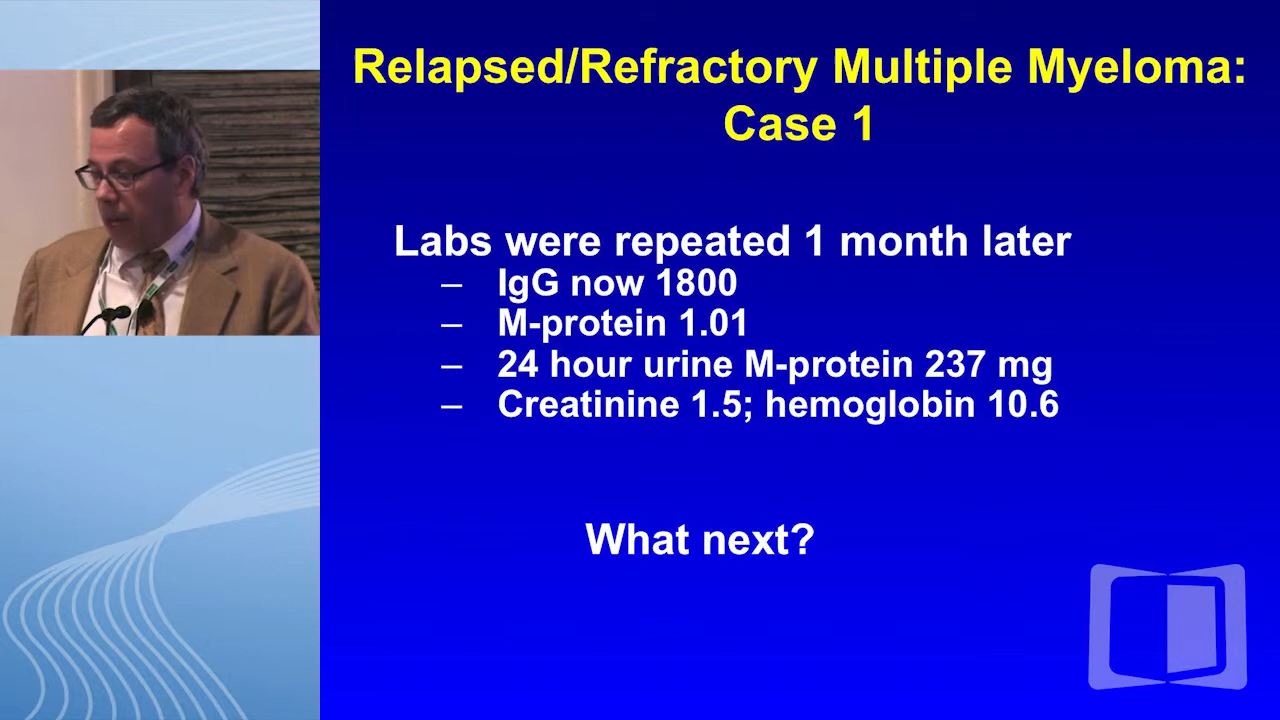 Relapsed/Refractory Multiple Myeloma:
Case 1
Labs were repeated 1 month later
– IgG now 1800
– M-protein 1.01
– 24 hour urine M-protein 237 mg
– Creatinine 1.5; hemoglobin 10.6
What next?